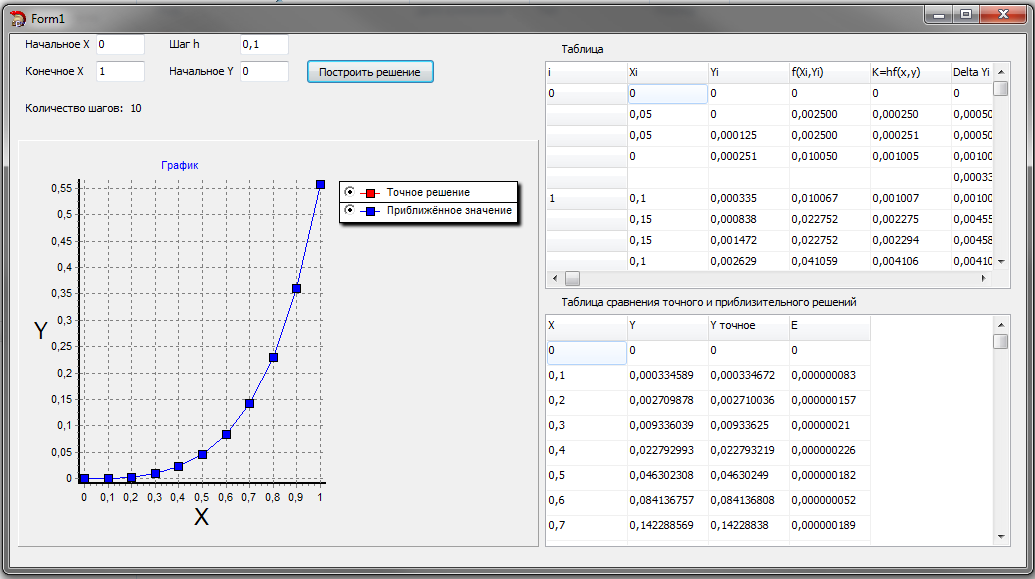 Form1
Начальное X 0 Шаг h 0,1
Конечное X 1 Начальное Y 0 Построить решение
Количество шагов: 10
График
Y
0,55
0,5
0,45
0,4
0,35
0,3
0,25
0,2
0,15
0,1
0,05
0
0 0,1 0,2 0,3 0,4 0,5 0,6 0,7 0,8 0,9 1
X
Точное решение
Приближённое значение
Таблица
i Xi Yi f(Xi,Yi) K=hf(x,y) Delta Yi
0 0 0 0 0 0
0,05 0 0,002500 0,000250 0,00050
0,05 0,000125 0,002500 0,000251 0,00050
0 0,000251 0,010050 0,001005 0,00100
0,00033
1 0,1 0,000335 0,010067 0,001007 0,00100
0,15 0,000838 0,022752 0,002275 0,00455
0,15 0,001472 0,022752 0,002294 0,00458
0,1 0,002629 0,041059 0,004106 0,00410
Таблица сравнения точного и приблизительного решений
X Y Y точное E
0 0 0 0
0,1 0,000334589 0,000334672 0,000000083
0,2 0,002709878 0,002710036 0,000000157
0,3 0,009336039 0,00933625 0,00000021
0,4 0,022792993 0,022793219 0,000000226
0,5 0,046302308 0,04630249 0,000000182
0,6 0,084136757 0,084136808 0,000000052
0,7 0,142288569 0,14228838 0,000000189